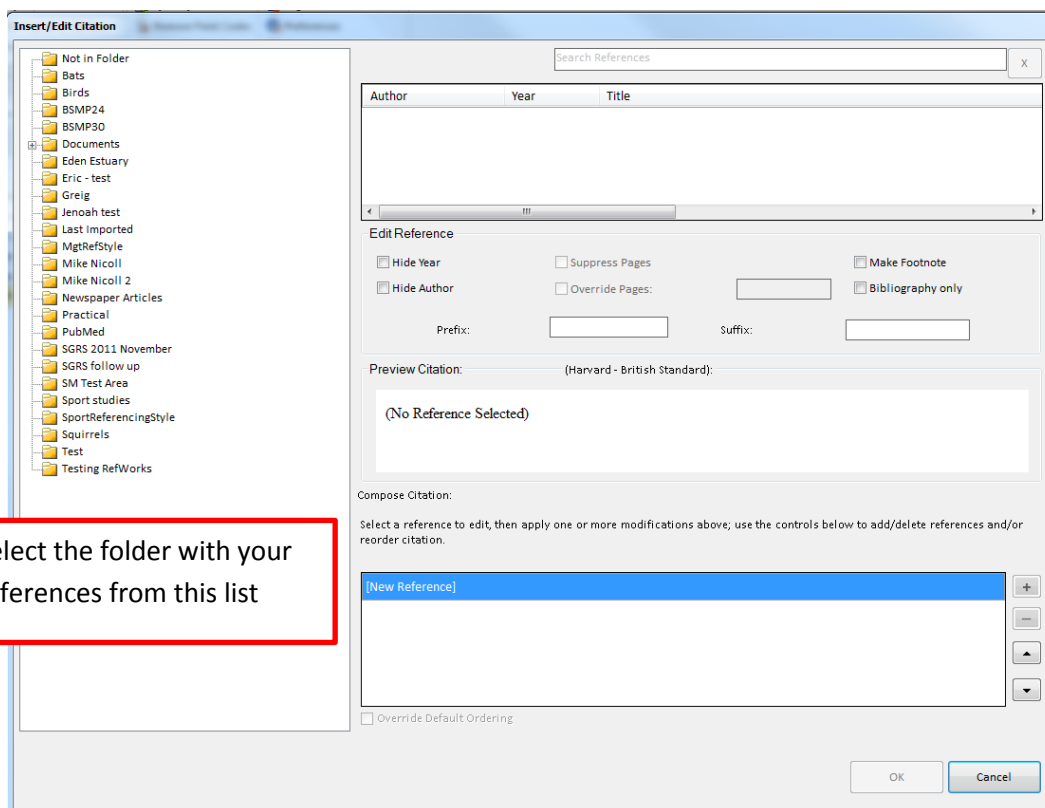 Insert/Edit Citation
Not in Folder
Bats
Birds
BSMP24
BSMP30
Documents
Eden Estuary
Eric - test
Greig
Jenoah test
Last Imported
MgtRefStyle
Mike Nicoll
Mike Nicoll 2
Newspaper Articles
Practical
PubMed
SGRS 2011 November
SGRS follow up
SM Test Area
Sport studies
SportReferencingStyle
Squirrels
Test
Testing RefWorks
elect the folder with your
ferences from this list
Search References X
Author Year Title
Edit Reference
Hide Year Suppress Pages Make Footnote
Hide Author Override Pages: Bibliography only
Prefix: Suffix:
Preview Citation: (Harvard - British Standard):
(No Reference Selected)
Compose Citation:
Select a reference to edit, then apply one or more modifications above; use the controls below to add/delete references and/or
reorder citation.
[New Reference]
Override Default Ordering
OK Cancel